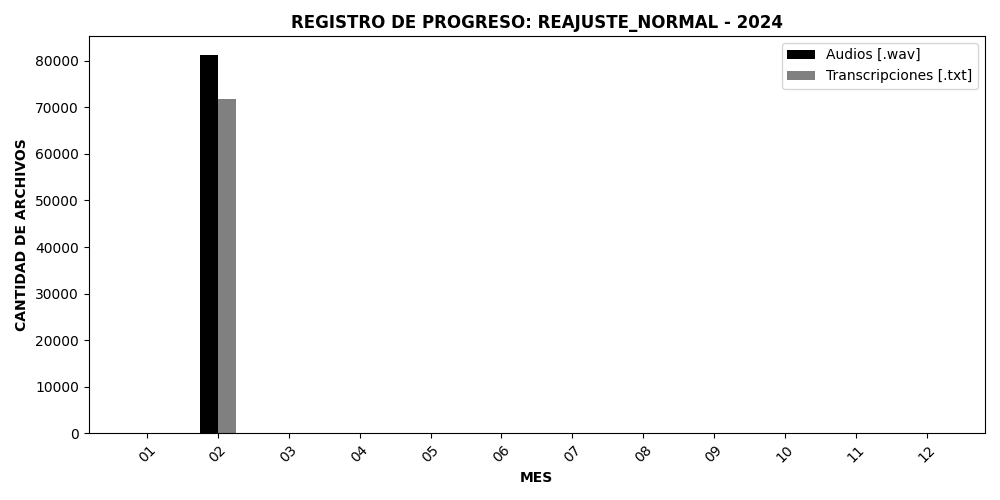 REGISTRO DE PROGRESO: REAJUSTE_NORMAL - 2024
Audios [.wav]
Transcripciones [.txt]
CANTIDAD DE ARCHIVOS
80000
70000
60000
50000
40000
30000
20000
10000
0
01 02 03 04 05 06 07 08 09 10 11 12
MES